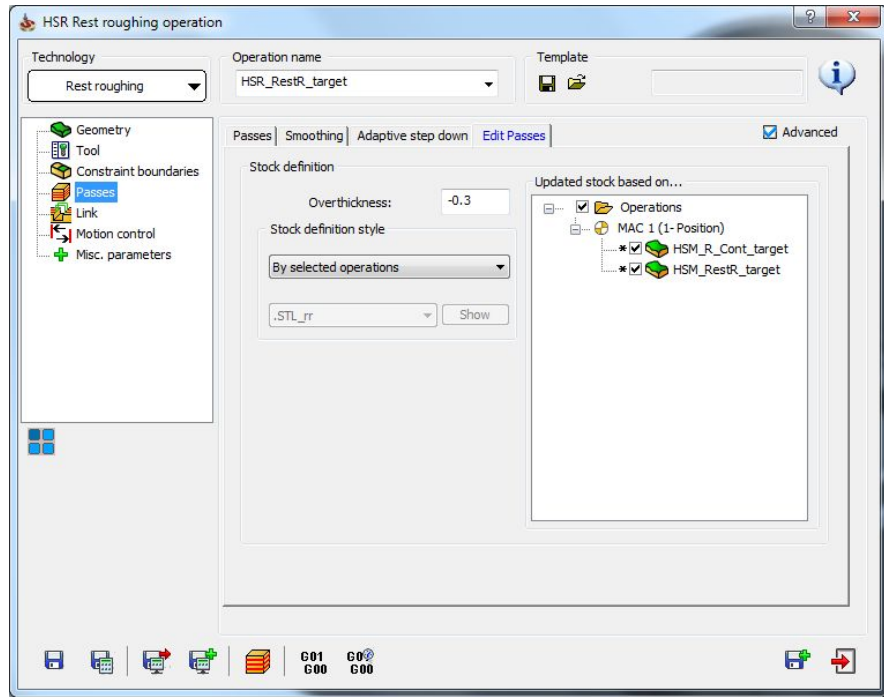 HSR Rest roughing operation
Technology
Rest roughing
Operation name
HSR_RestR_target
Template
Geometry
Tool
Constraint boundaries
Passes
Link
Motion control
Misc. parameters
Passes Smoothing Adaptive step down Edit Passes
Advanced
Stock definition
Overthickness: -0.3
Stock definition style
By selected operations
.STL_rr Show
Updated stock based on...
Operations
MAC 1 (1- Position)
* HSM_R_Cont_target
* HSM_RestR_target
G01
G00
G0
G00